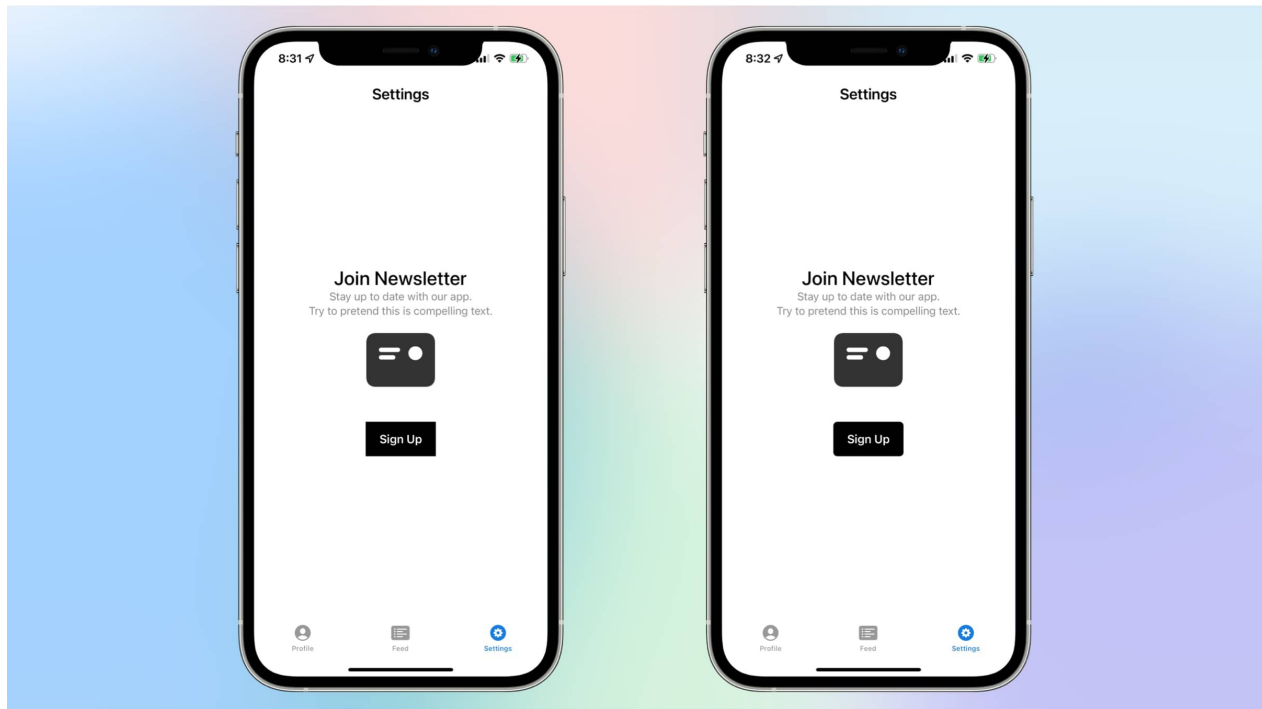 8:31
Settings
Join Newsletter
Stay up to date with our app.
Try to pretend this is compelling text.
Sign Up
Profile
Feed
Settings
8:32
Settings
Join Newsletter
Stay up to date with our app.
Try to pretend this is compelling text.
Sign Up
Profile
Feed
Settings